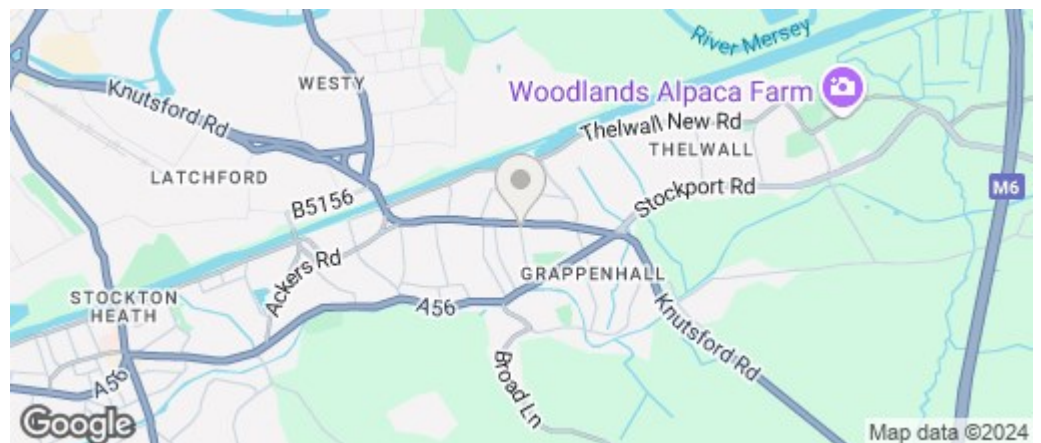 River Mersey
Woodlands Alpaca Farm
WESTY
Knutsford Rd
Thelwall New Rd
THELWALL
LATCHFORD
Stockport Rd
M6
B5156
Ackers Rd
GRAPPENHALL
STOCKTON
HEATH
A56
Knutsford Rd
Broad Ln
A56
Google
Map data ©2024